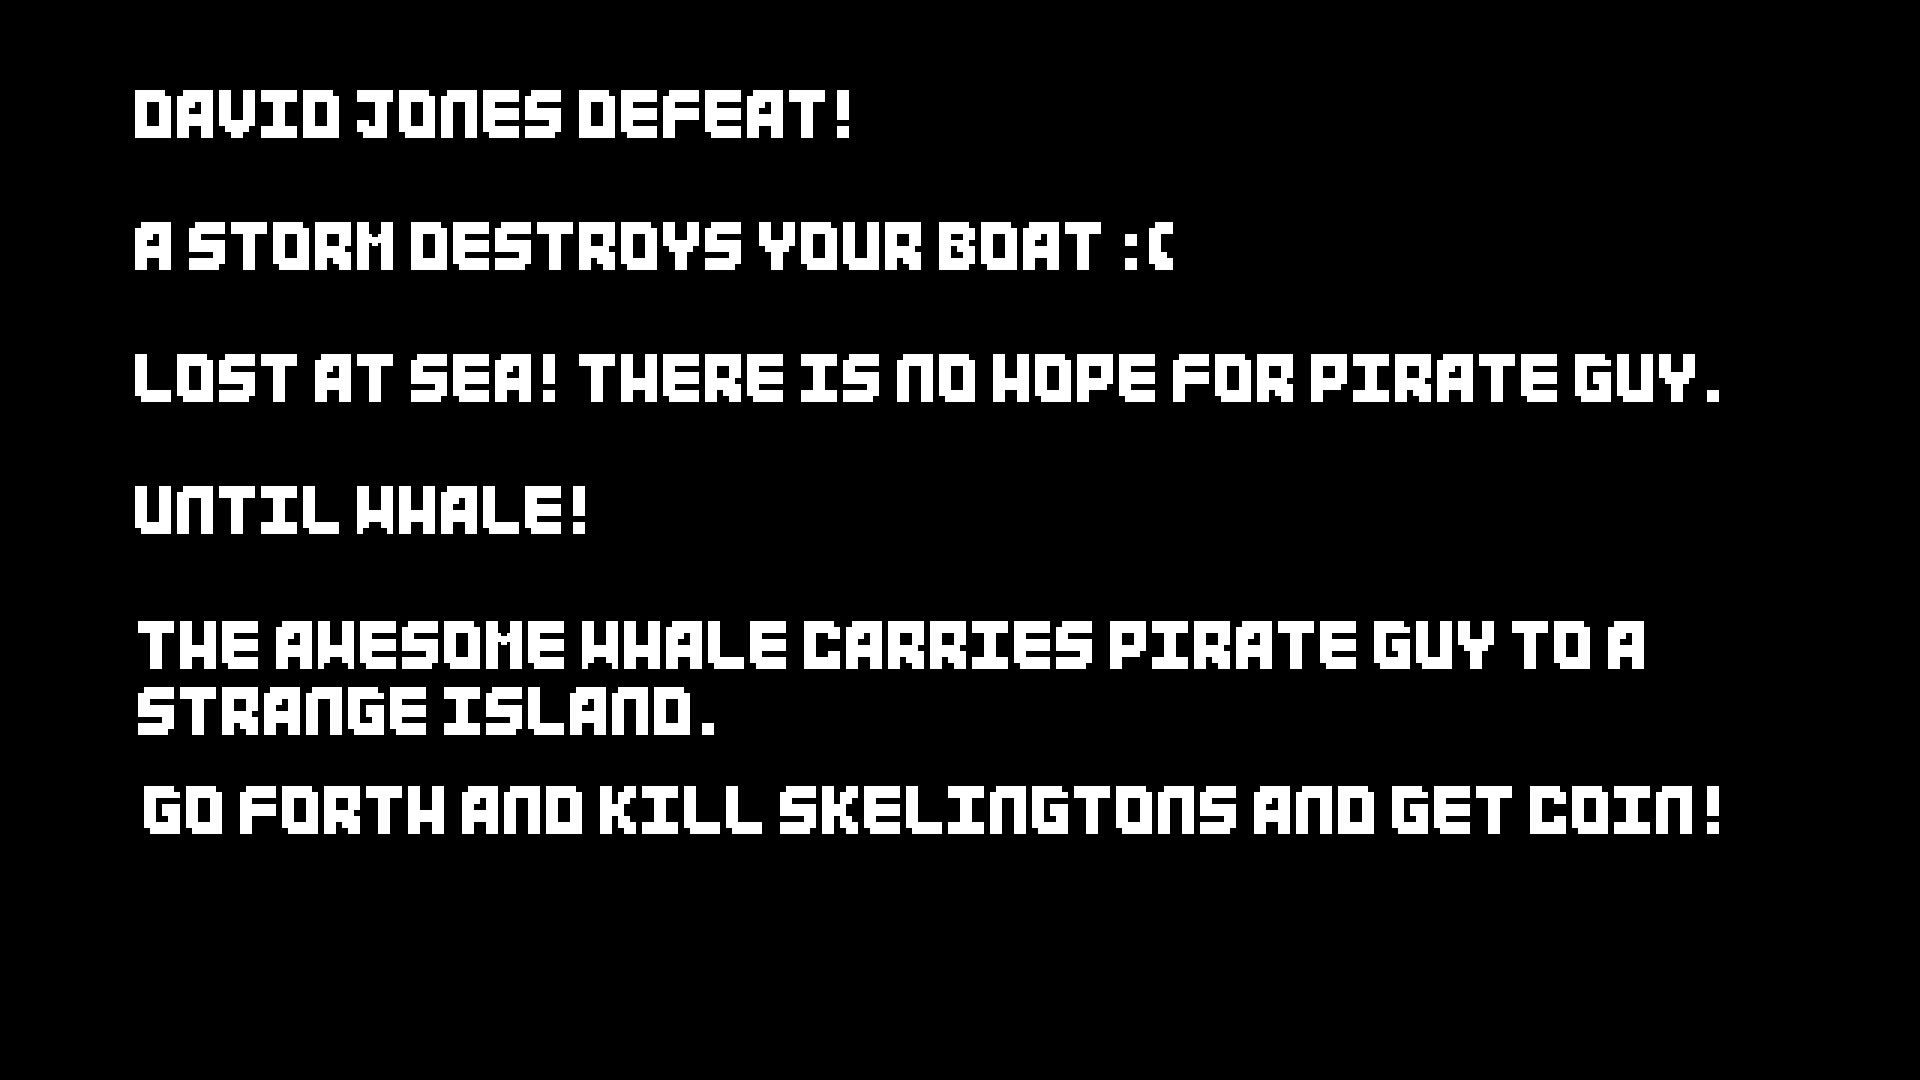 DAVID JONES DEFEAT!
A STORM DESTROYS YOUR BOAT :(
LOST AT SEA! THERE IS NO HOPE FOR PIRATE GUY.
UNTIL WHALE!
THE AWESOME WHALE CARRIES PIRATE GUY TO A
STRANGE ISLAND.
GO FORTH AND KILL SKELINGTONS AND GET COIN!